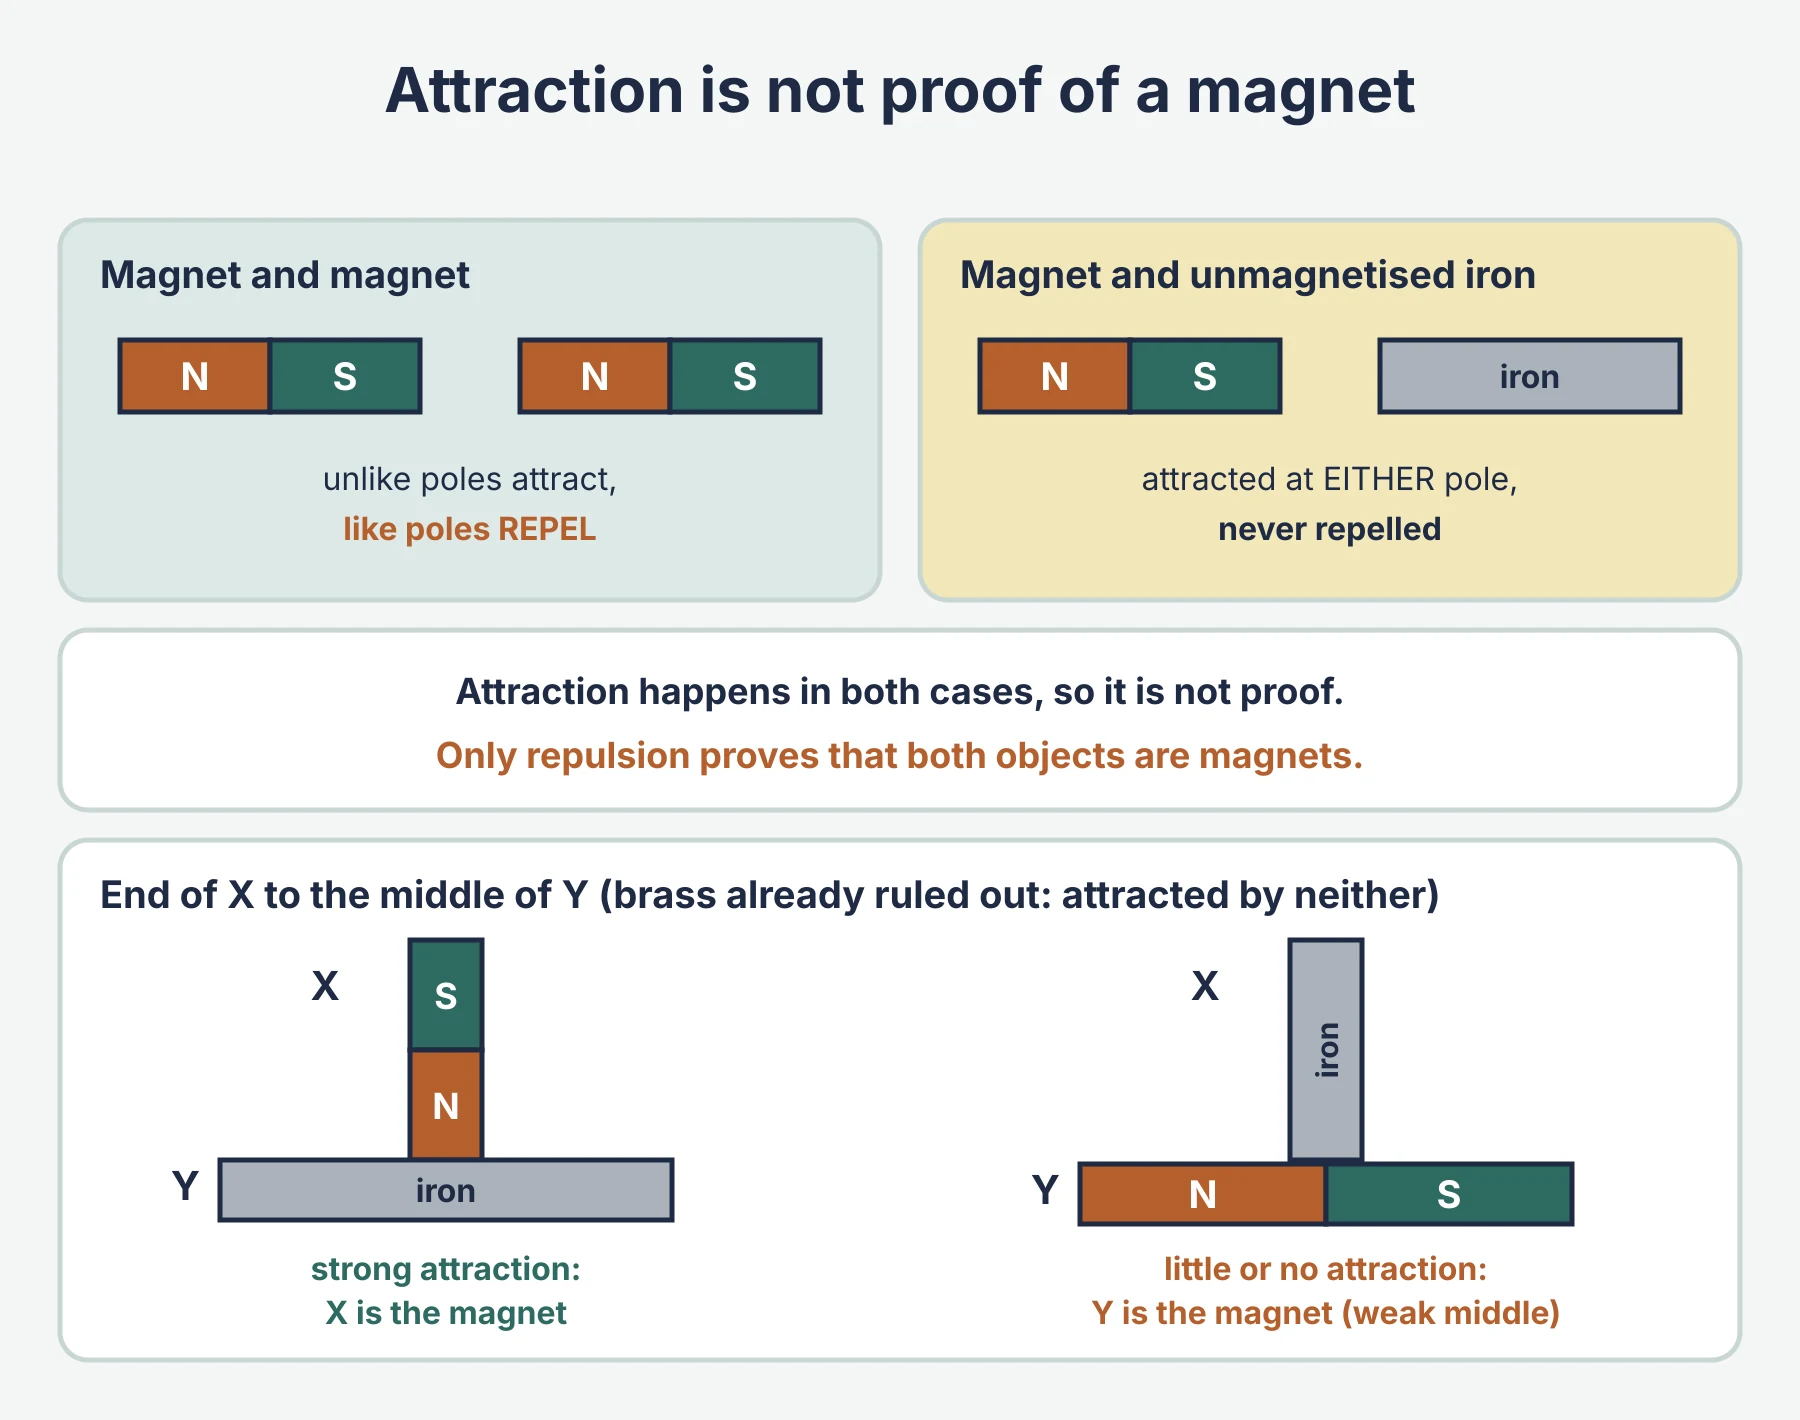 Attraction is not proof of a magnet
Magnet and magnet
N S N S
unlike poles attract,
like poles REPEL
Magnet and unmagnetised iron
N S iron
attracted at EITHER pole,
never repelled
Attraction happens in both cases, so it is not proof.
Only repulsion proves that both objects are magnets.
End of X to the middle of Y (brass already ruled out: attracted by neither)
X
S
N
Y
iron
strong attraction:
X is the magnet
X
iron
Y
N S
little or no attraction:
Y is the magnet (weak middle)